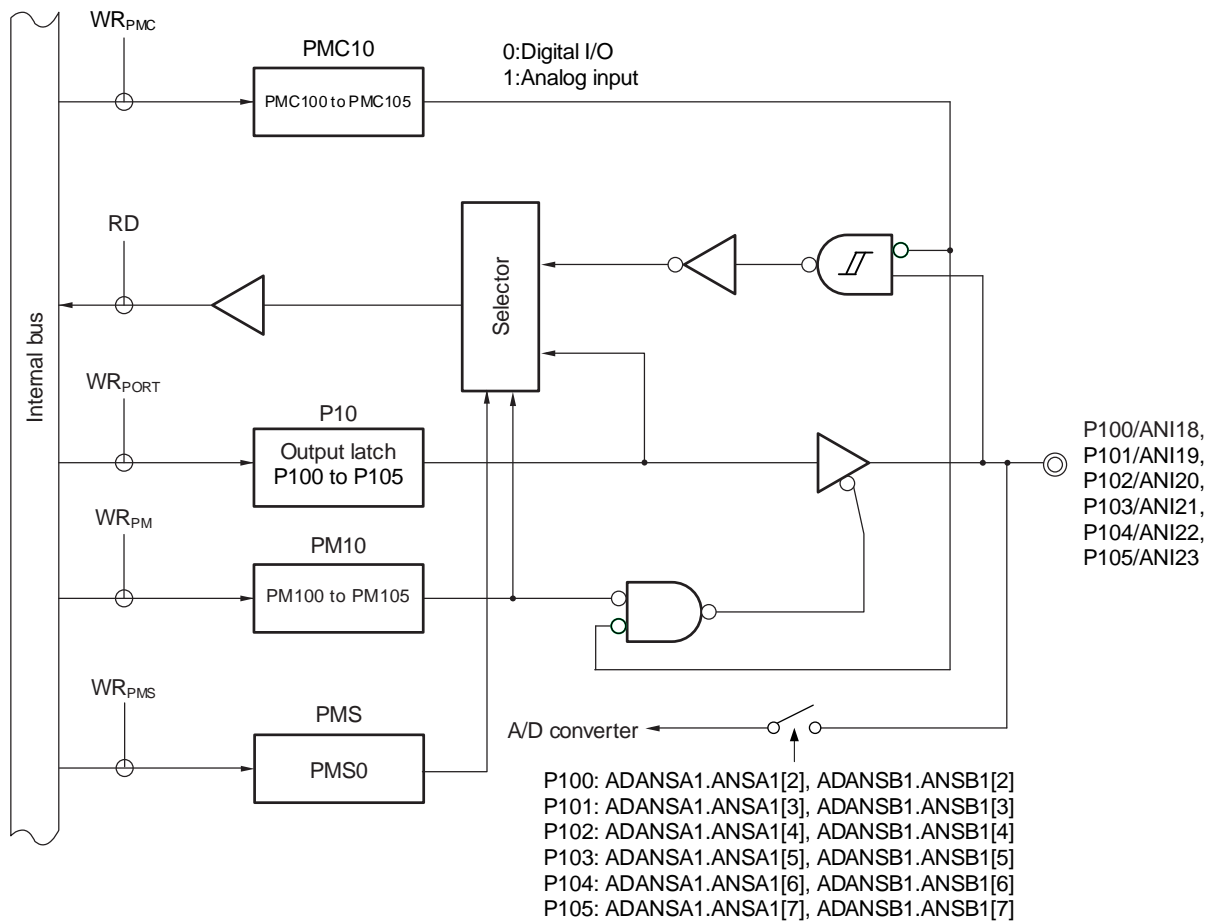 WRPMC
PMC10
0:Digital I/O
1:Analog input
PMC100 to PMC105
RD
Selector
Internal bus
WRPORT
P10
Output latch
P100 to P105
P100/ANI18,
P101/ANI19,
P102/ANI20,
P103/ANI21,
P104/ANI22,
P105/ANI23
WRPM
PM10
PM100 to PM105
WRPMS
PMS
PMS0
A/D converter
P100: ADANSA1.ANSA1[2], ADANSB1.ANSB1[2]
P101: ADANSA1.ANSA1[3], ADANSB1.ANSB1[3]
P102: ADANSA1.ANSA1[4], ADANSB1.ANSB1[4]
P103: ADANSA1.ANSA1[5], ADANSB1.ANSB1[5]
P104: ADANSA1.ANSA1[6], ADANSB1.ANSB1[6]
P105: ADANSA1.ANSA1[7], ADANSB1.ANSB1[7]